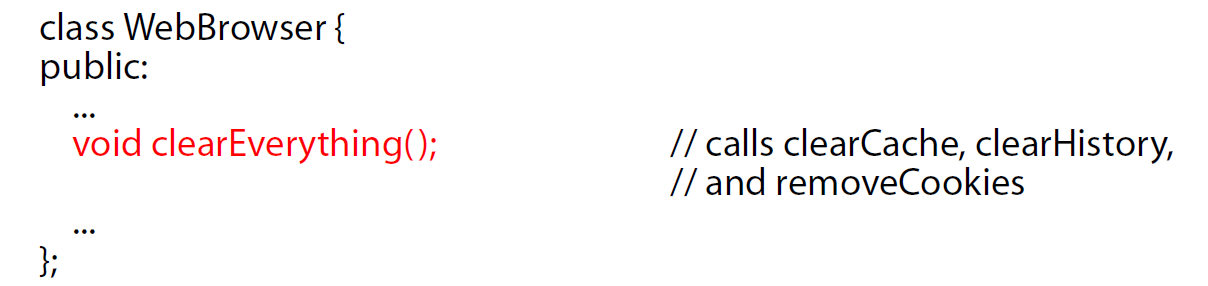 class WebBrowser {
public:
...
void clearEverything(); // calls clearCache, clearHistory,
// and removeCookies
...
};